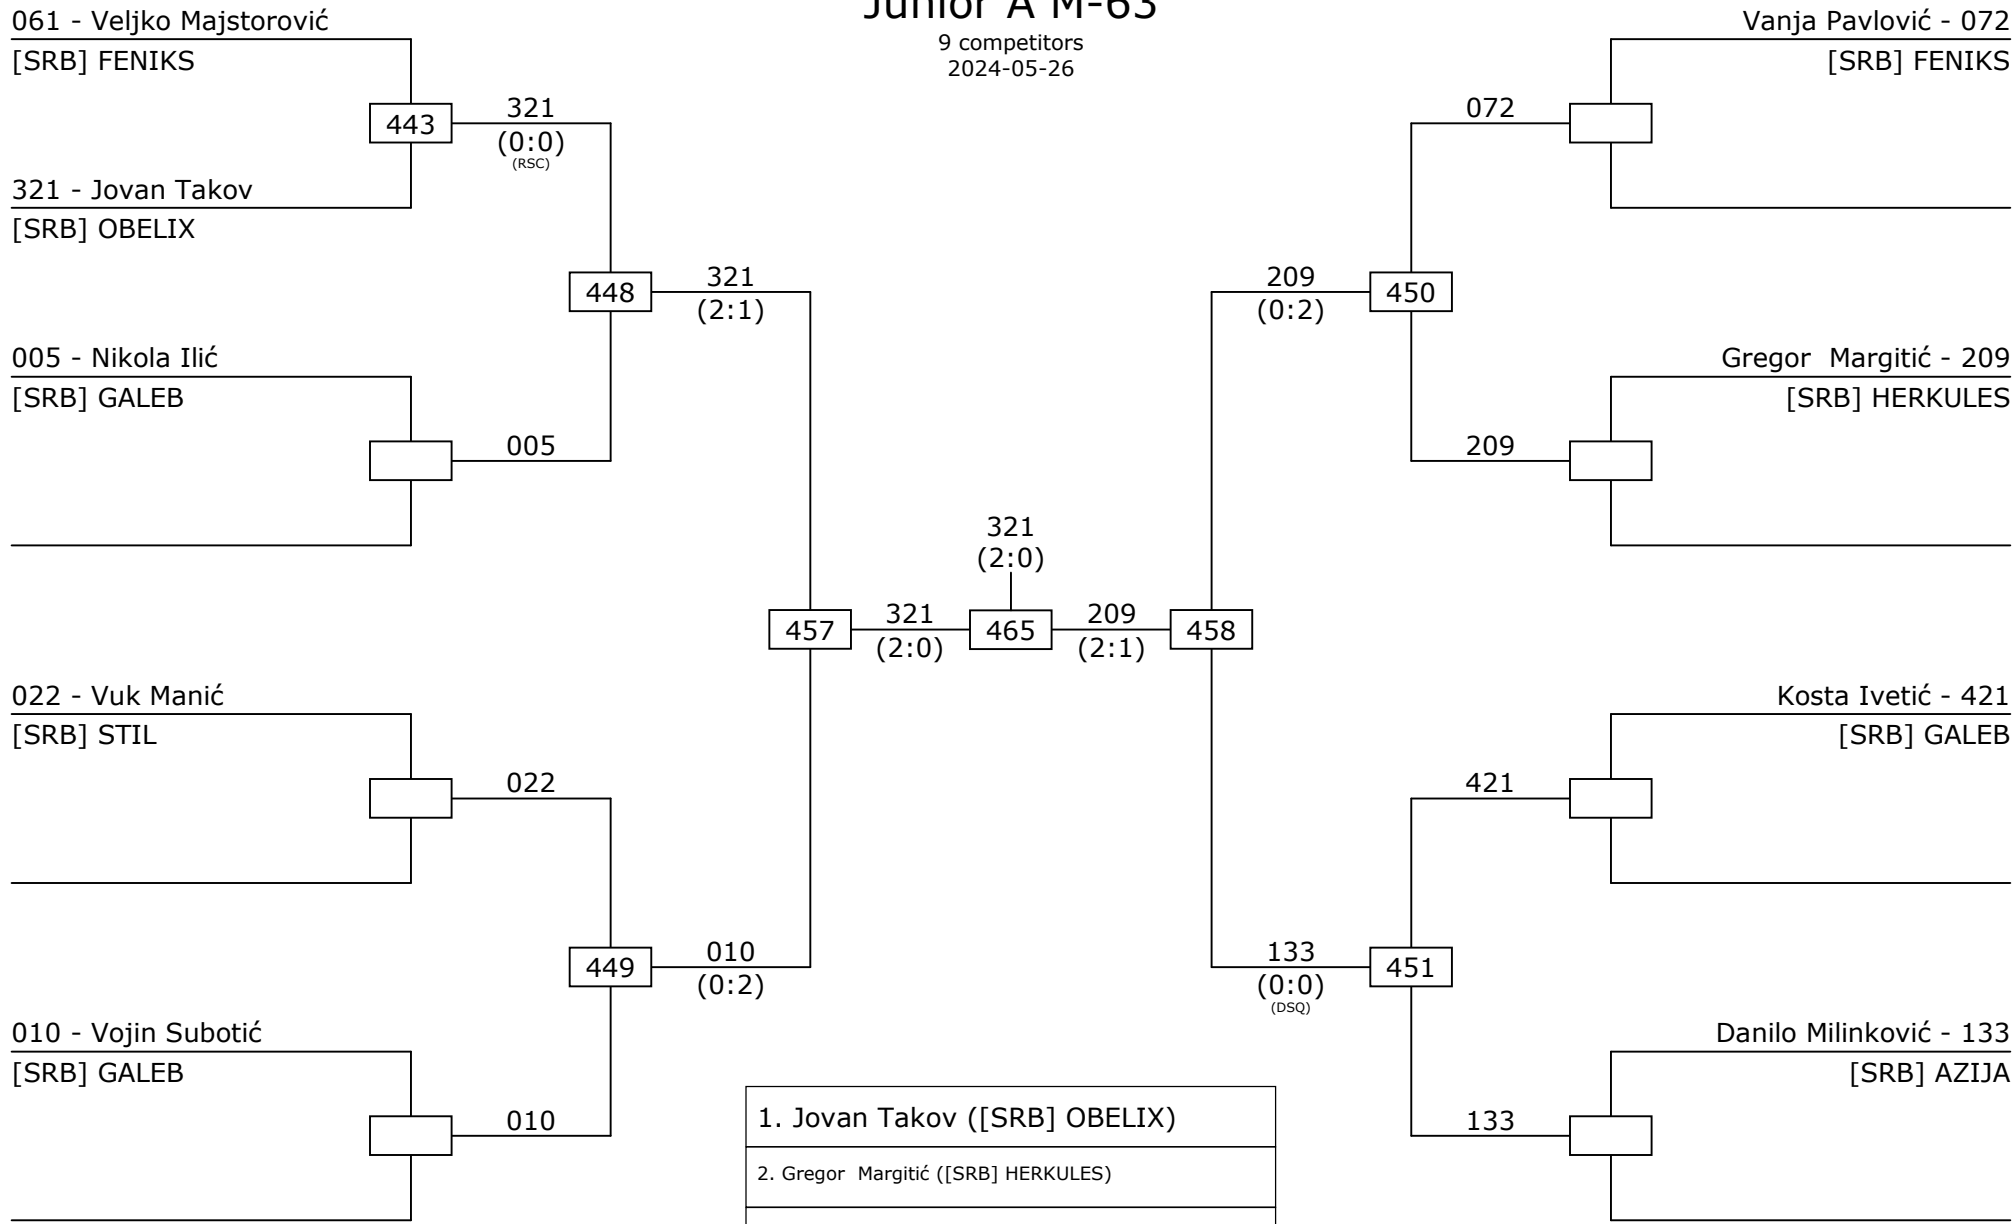 Junior A M-63
9 competitors
2024-05-26
061 - Veljko Majstorović
[SRB] FENIKS
443
321
(0:0)
(RSC)
321 - Jovan Takov
[SRB] OBELIX
448
321
(2:1)
005 - Nikola Ilić
[SRB] GALEB
005
022 - Vuk Manić
[SRB] STIL
022
449
010
(0:2)
010 - Vojin Subotić
[SRB] GALEB
010
457
321
(2:0)
321
(2:0)
465
209
(2:1)
458
Vanja Pavlović - 072
[SRB] FENIKS
072
209
(0:2)
450
Gregor  Margitić - 209
[SRB] HERKULES
209
Kosta Ivetić - 421
[SRB] GALEB
421
133
(0:0)
(DSQ)
451
Danilo Milinković - 133
[SRB] AZIJA
133
1. Jovan Takov ([SRB] OBELIX)
2. Gregor  Margitić ([SRB] HERKULES)